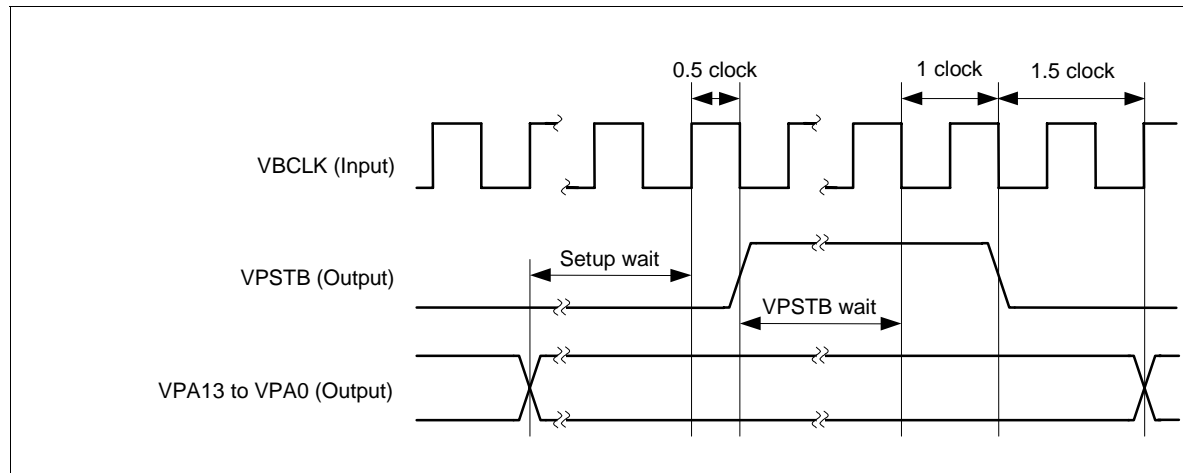 0.5 clock
1 clock
1.5 clock
VBCLK (Input)
VPSTB (Output)
Setup wait
VPSTB wait
VPA13 to VPA0 (Output)